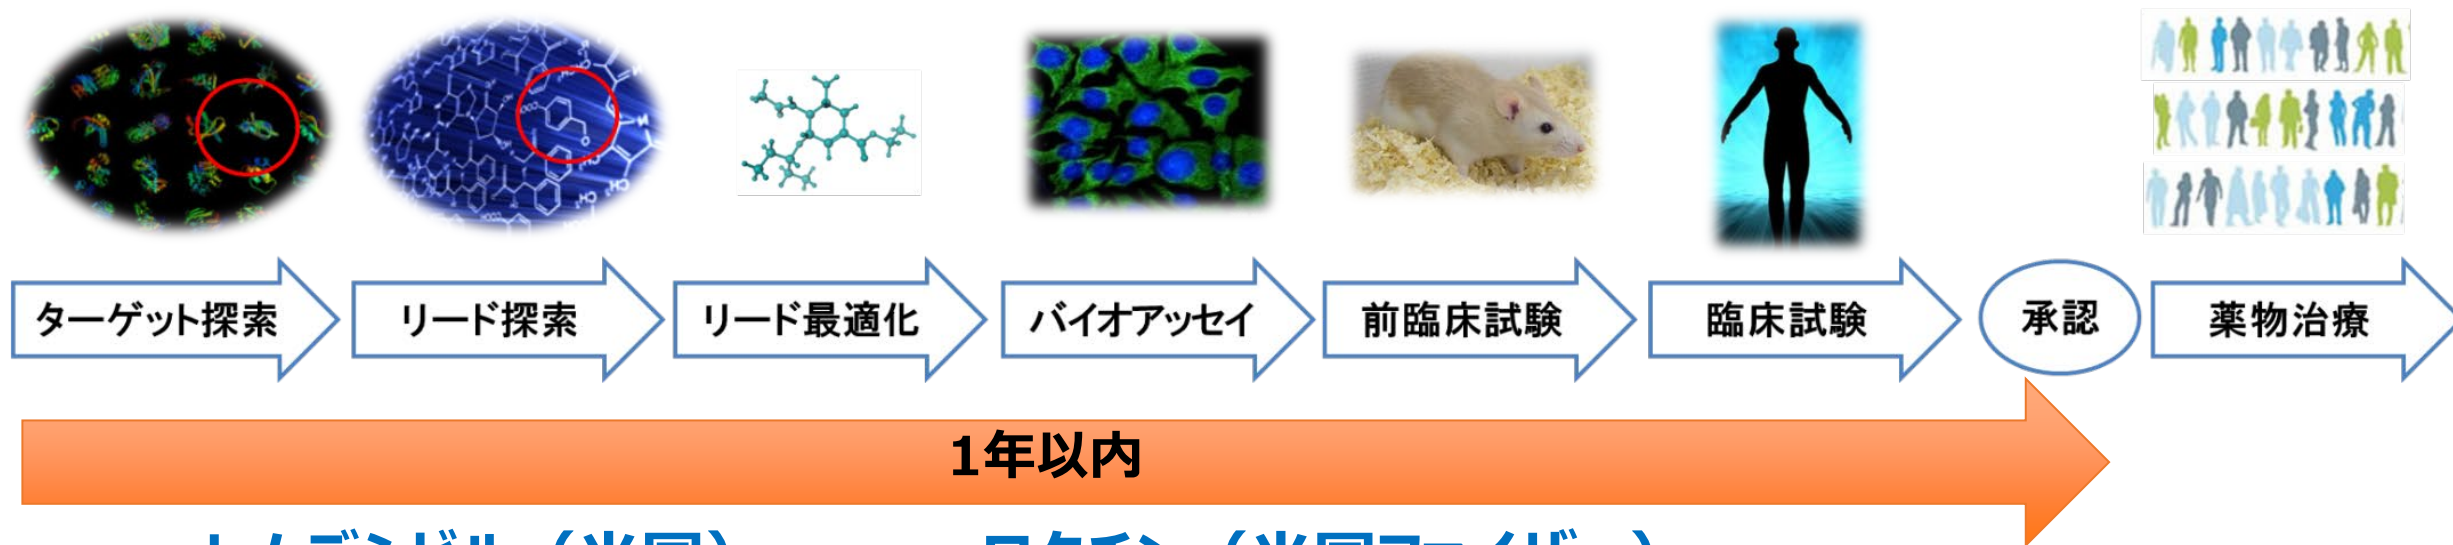 ターゲット探索
リード探索
リード最適化
バイオアッセイ
前臨床試験
臨床試験
承認
薬物治療
1年以内